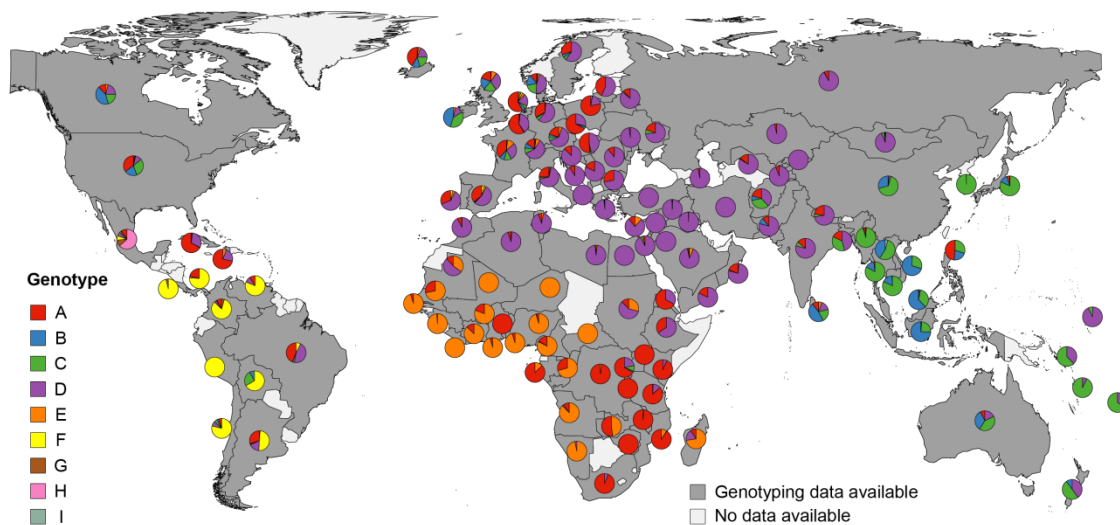 Genotype
A
B
C
D
E
F
G
H
I
Genotyping data available
No data available